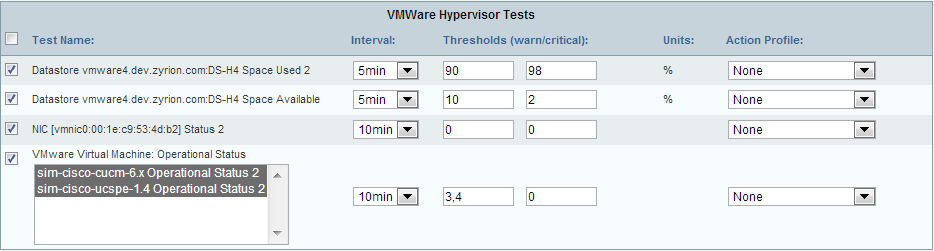 VMWare Hypervisor Tests
Test Name: Interval: Thresholds (warn/critical): Units: Action Profile:
Datastore vmware4.dev.zyrion.com:DS-H4 Space Used 2 5min 90 98 % None
Datastore vmware4.dev.zyrion.com:DS-H4 Space Available 5min 10 2 % None
NIC [vmnic0:00:1e:c9:53:4d:b2] Status 2 10min 0 0 None
VMware Virtual Machine: Operational Status
sim-cisco-cucm-6.x Operational Status 2
sim-cisco-ucspe-1.4 Operational Status 2
10min 3,4 0 None